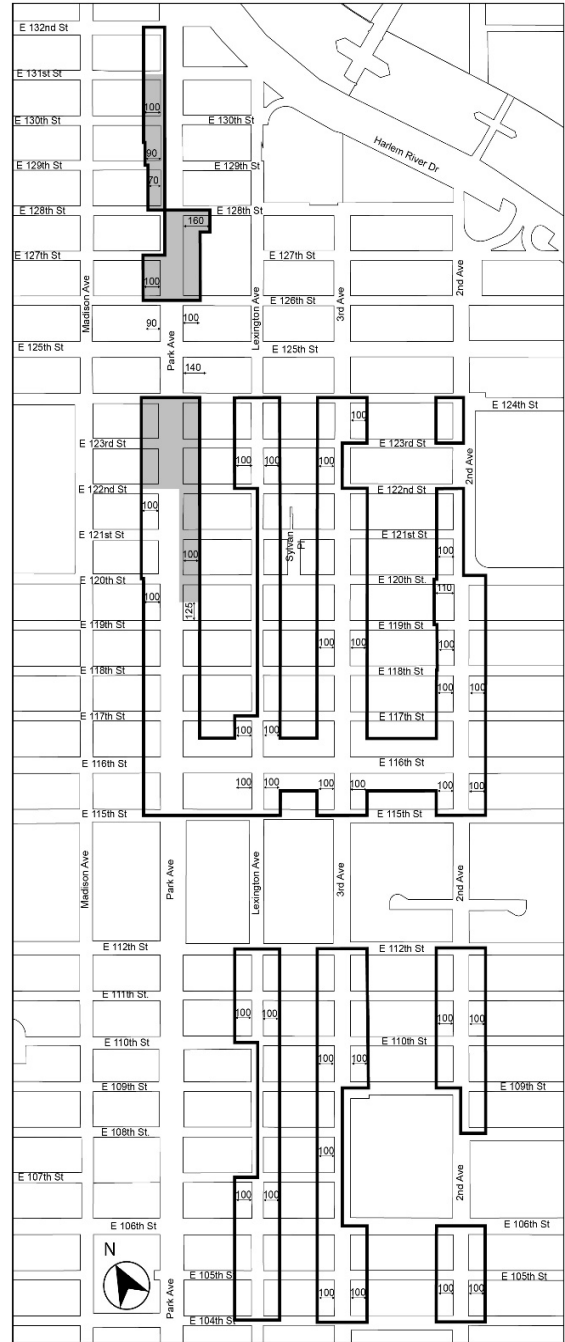 E 132nd St
E 131st St
100
E 130th St
E 130th St
90
Harlem River Dr
E 129th St
E 129th St
70
E 128th St
E 128th St
160
E 127th St
E 127th St
Madison Ave
100
Lexington Ave
3rd Ave
2nd Ave
E 126th St
90
100
Park Ave
E 125th St
E 125th St
140
E 124th St
100
E 123rd St
E 123rd St
2nd Ave
100
100
100
E 122nd St
E 122nd St
100
Sylvan Pl
E 121st St
E 121st St
100
100
E 120th St
E 120th St.
100
110
125
E 119th St
E 119th St
100
100
100
E 118th St
E 118th St
100
100
E 117th St
E 117th St
100
100
E 116th St
E 116th St
100
100
100
100
100
100
E 115th St
E 115th St
Madison Ave
Park Ave
Lexington Ave
3rd Ave
2nd Ave
E 112th St
E 112th St
E 111th St.
100
100
100
100
E 110th St
E 110th St
100
100
E 109th St
E 109th St
E 108th St.
100
E 107th St
2nd Ave
100
100
E 106th St
E 106th St
N
E 105th St
E 105th St
100
100
100
100
Park Ave
E 104th St